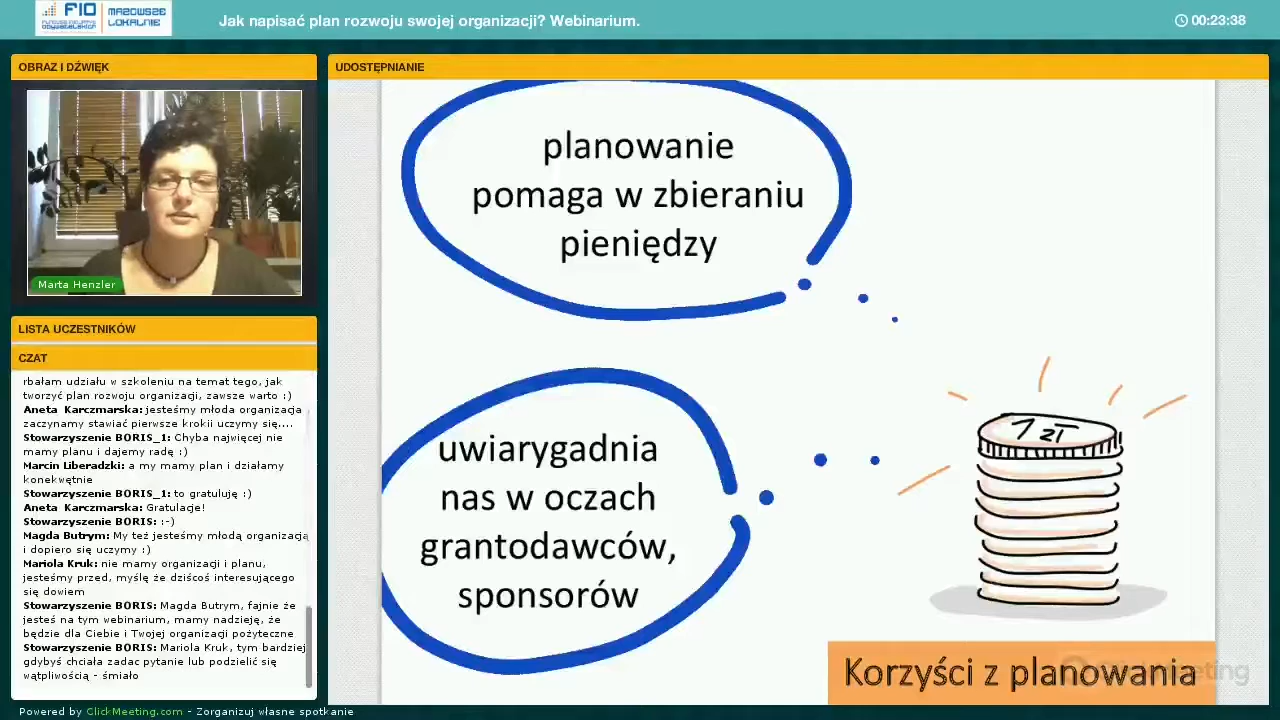 FIO
MAZOWSZE
LOKALNIE
Jak napisać plan rozwoju swojej organizacji? Webinarium.
00:23:38
OBRAZ I DŹWIĘK
Marta Henzler
LISTA UCZESTNIKÓW
CZAT
rbałam udziału w szkoleniu na temat tego, jak
tworzyć plan rozwoju organizacji, zawsze warto :)
Aneta Karczmarska: jesteśmy młoda organizacja
zaczynamy stawiać pierwsze krokii uczymy się....
Stowarzyszenie BORIS_1: Chyba najwięcej nie
mamy planu i dajemy radę :)
Marcin Liberadzki: a my mamy plan i działamy
konekwętnie
Stowarzyszenie BORIS_1: to gratuluję :)
Aneta Karczmarska: Gratulacje!
Stowarzyszenie BORIS: :-)
Magda Butrym: My też jesteśmy młodą organizacją
i dopiero się uczymy :)
Mariola Kruk: nie mamy organizacji i planu,
jesteśmy przed, myślę że dziścoś interesującego
się dowiem
Stowarzyszenie BORIS: Magda Butrym, fajnie że
jesteś na tym webinarium, mamy nadzieję, że
będzie dla Ciebie i Twojej organizacji pożyteczne
Stowarzyszenie BORIS: Mariola Kruk, tym bardziej
gdybyś chciała zadac pytanie lub podzielić się
wątpliwością - śmiało
UDOSTĘPNIANIE
planowanie
pomaga w zbieraniu
pieniędzy
uwiarygadnia
nas w oczach
grantodawców,
sponsorów
1 zł
Korzyści z planowania
Powered by ClickMeeting.com - Zorganizuj własne spotkanie